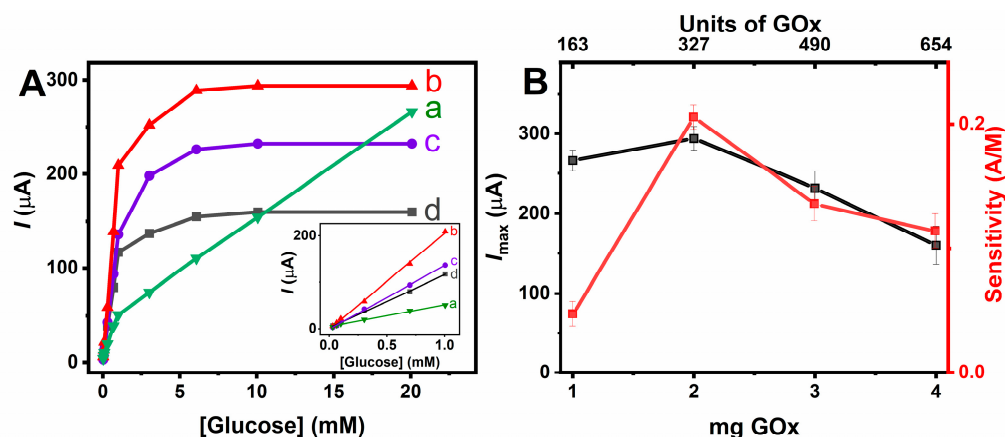 A
300
200
100
0
I (μA)
0
5
10
15
20
[Glucose] (mM)
b
a
c
d
200
0
I (μA)
0.0
0.5
1.0
[Glucose] (mM)
b
c
d
a
Units of GOx
163
327
490
654
B
300
200
100
0
Imax (μA)
1
2
3
4
mg GOx
0.2
0.0
Sensitivity (A/M)